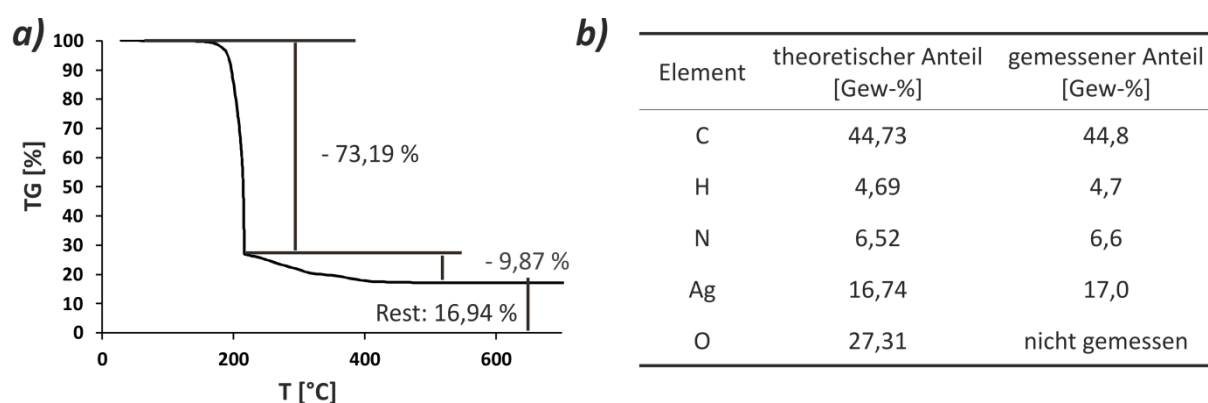 a)
100
90
80
70
60
50
40
30
20
10
0
TG [%]
- 73,19 %
- 9,87 %
Rest: 16,94 %
0 200 400 600
T [°C]
b)
Element theoretischer Anteil [Gew-%] gemessener Anteil [Gew-%]
C 44,73 44,8
H 4,69 4,7
N 6,52 6,6
Ag 16,74 17,0
O 27,31 nicht gemessen